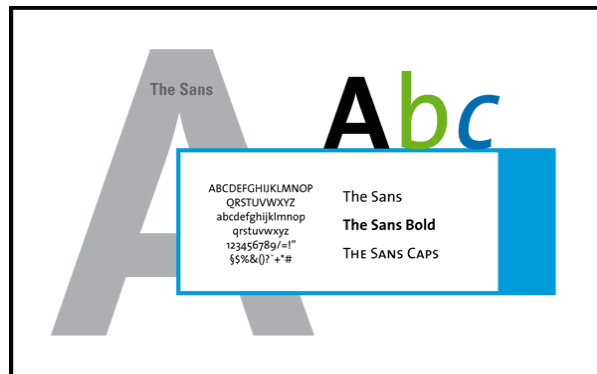 A
The Sans
Abc
ABCDEFGHIJKLMNOP
QRSTUVWXYZ
abcdefghijklmnop
qrstuvwxyz
123456789/=!"
§$%&()?`+*#
The Sans
The Sans Bold
THE SANS CAPS